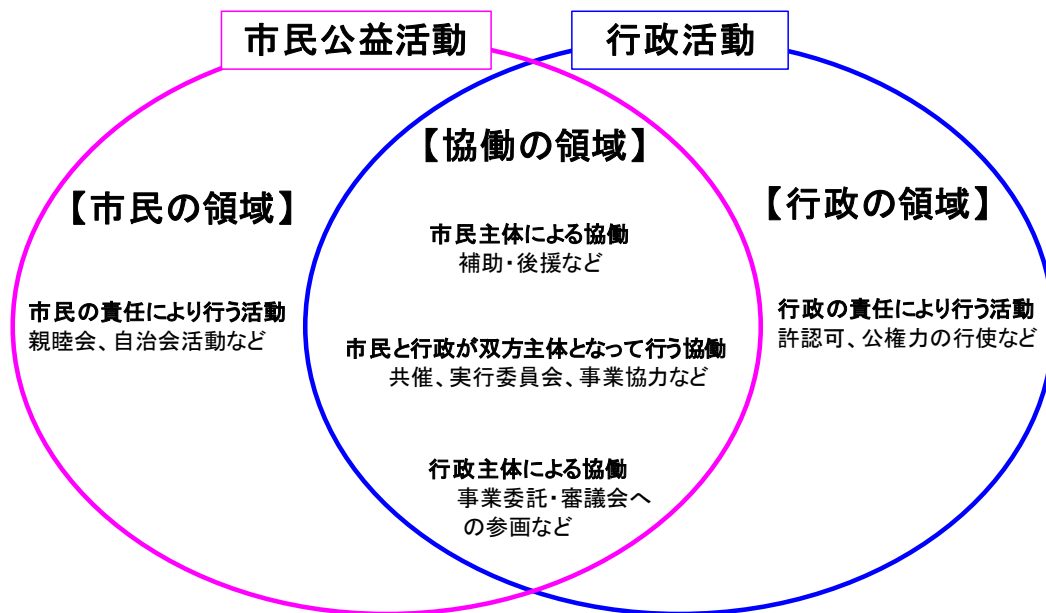 市民公益活動
行政活動
【協働の領域】
【市民の領域】
【行政の領域】
市民主体による協働
補助・後援など
市民の責任により行う活動
親睦会、自治会活動など
行政の責任により行う活動
許認可、公権力の行使など
市民と行政が双方主体となって行う協働
共催、実行委員会、事業協力など
行政主体による協働
事業委託・審議会へ
の参画など